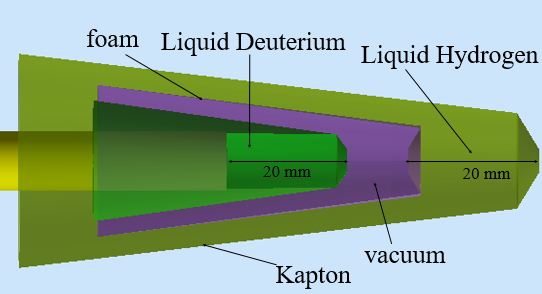 foam
Liquid Deuterium
Liquid Hydrogen
20 mm
20 mm
vacuum
Kapton